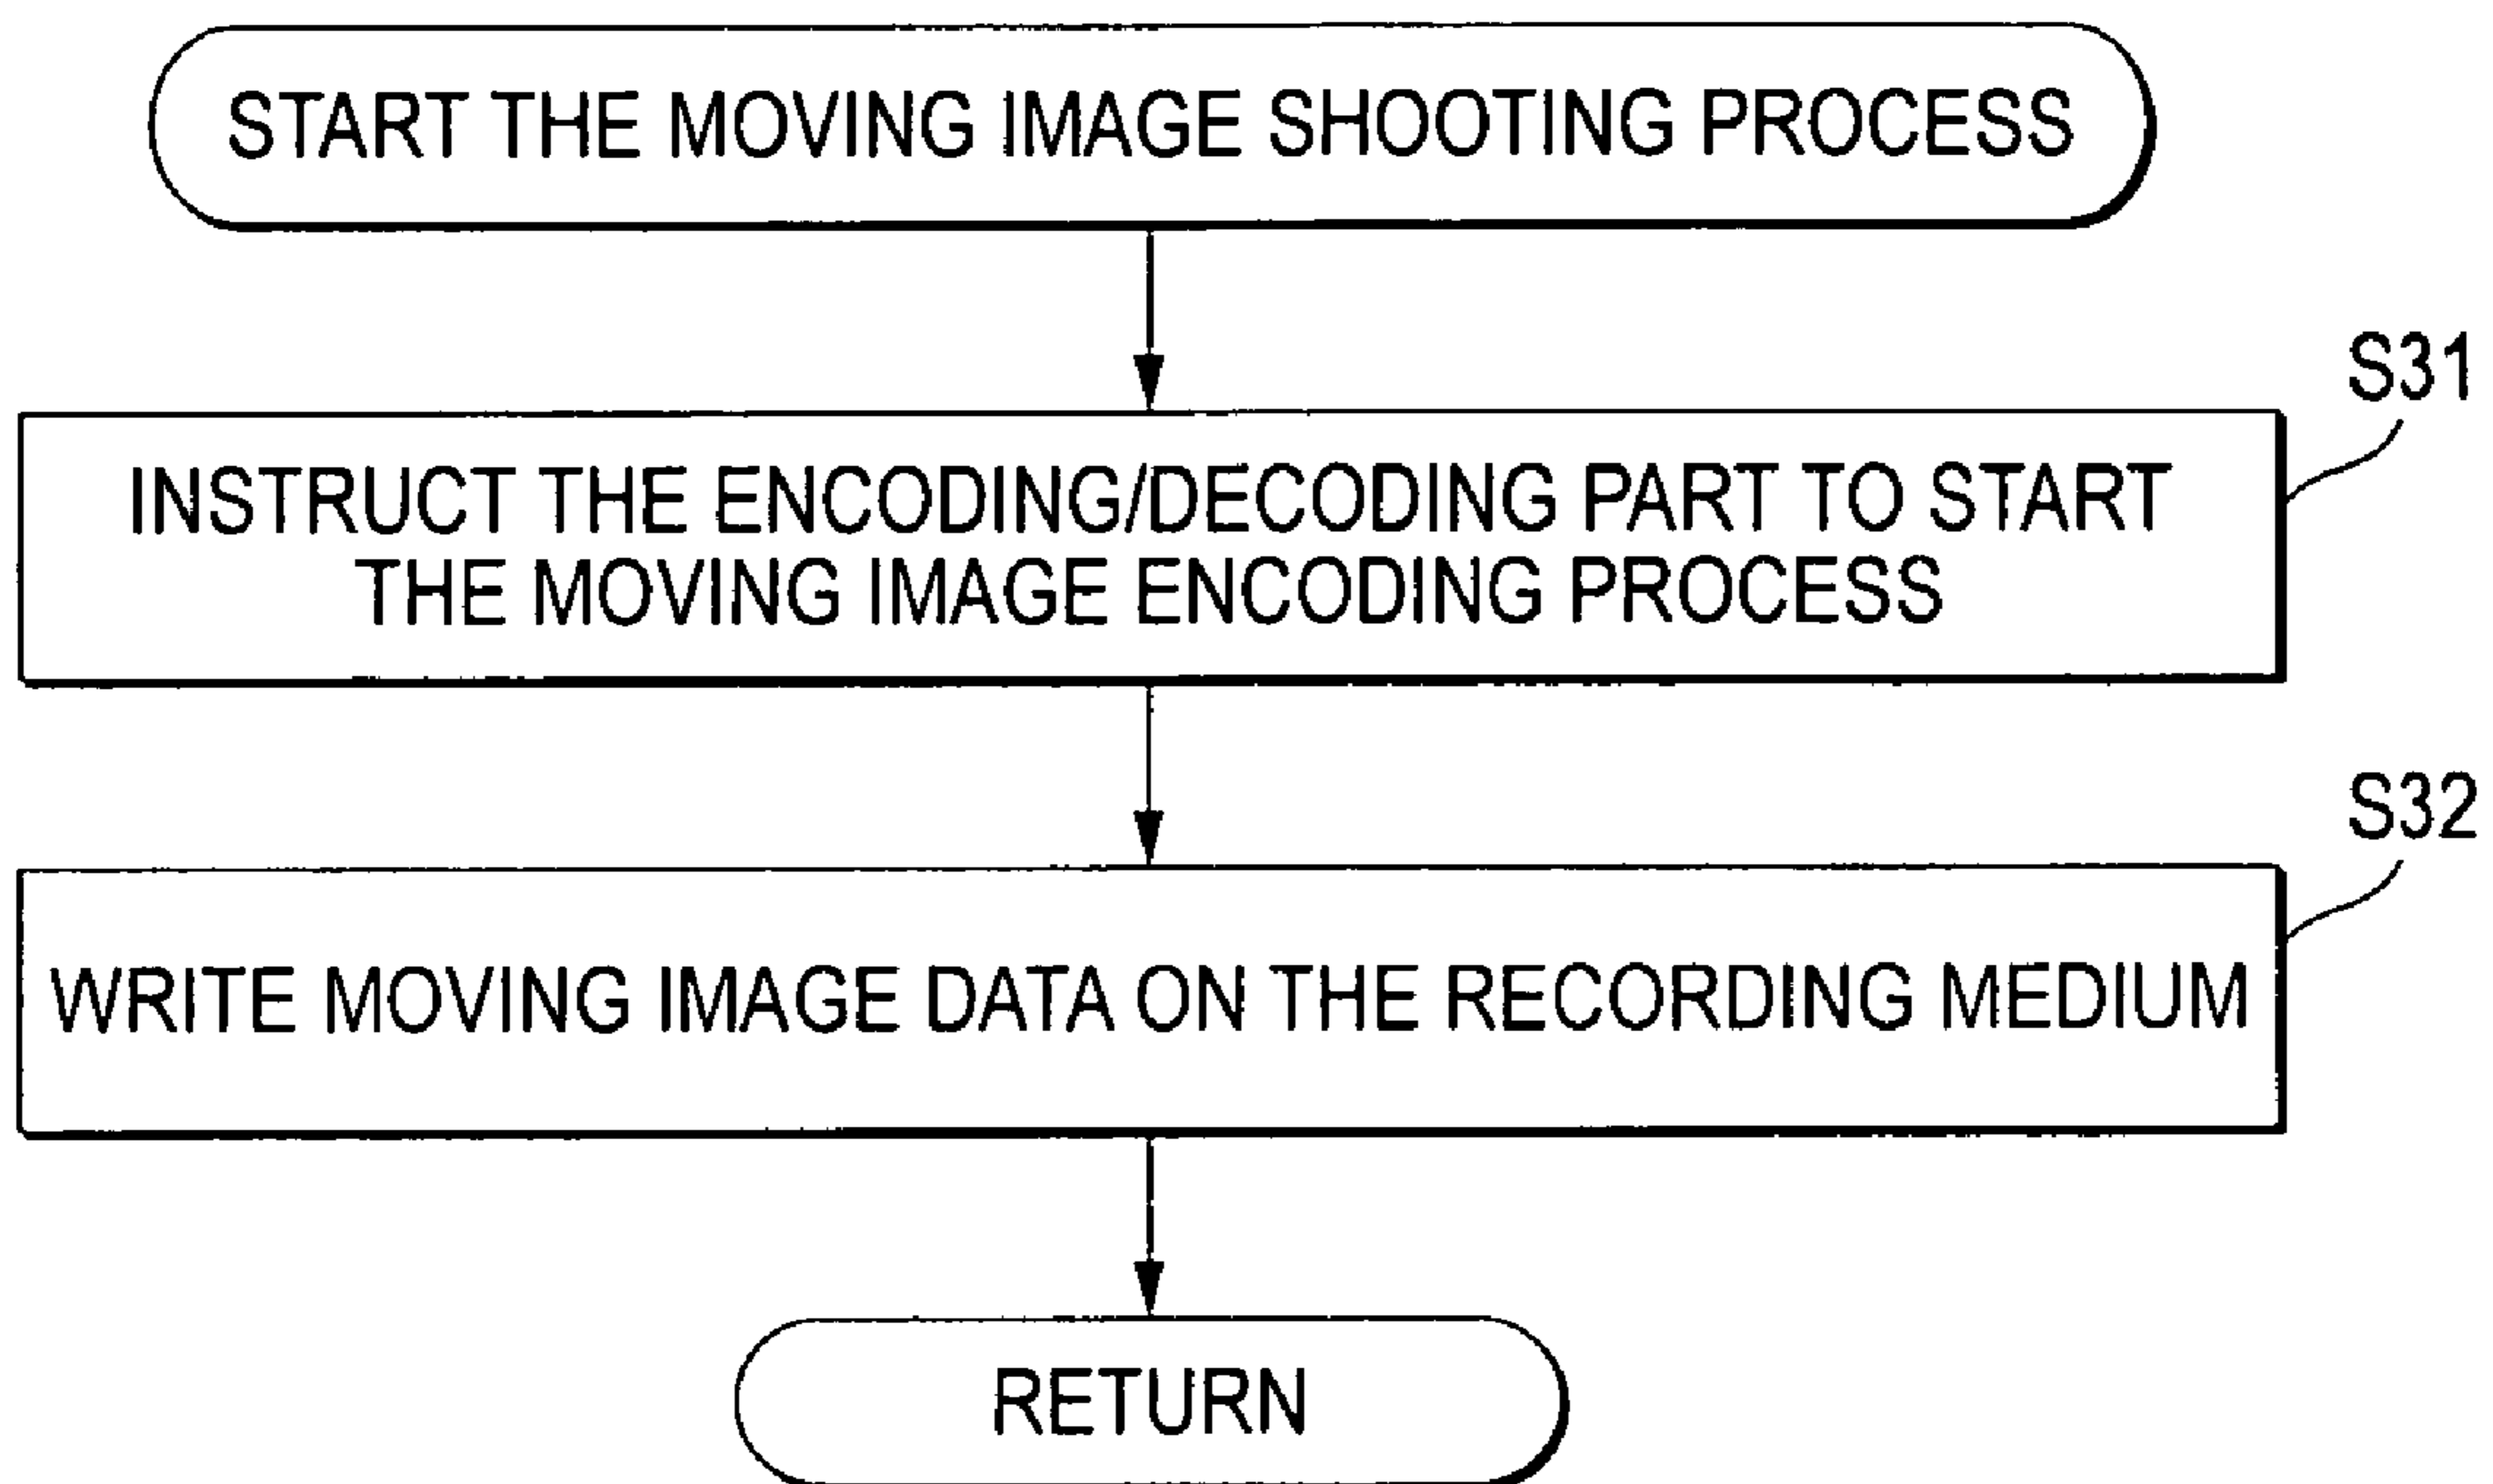 START THE MOVING IMAGE SHOOTING PROCESS
S31
INSTRUCT THE ENCODING/DECODING PART TO START
THE MOVING IMAGE ENCODING PROCESS
S32
WRITE MOVING IMAGE DATA ON THE RECORDING MEDIUM
RETURN